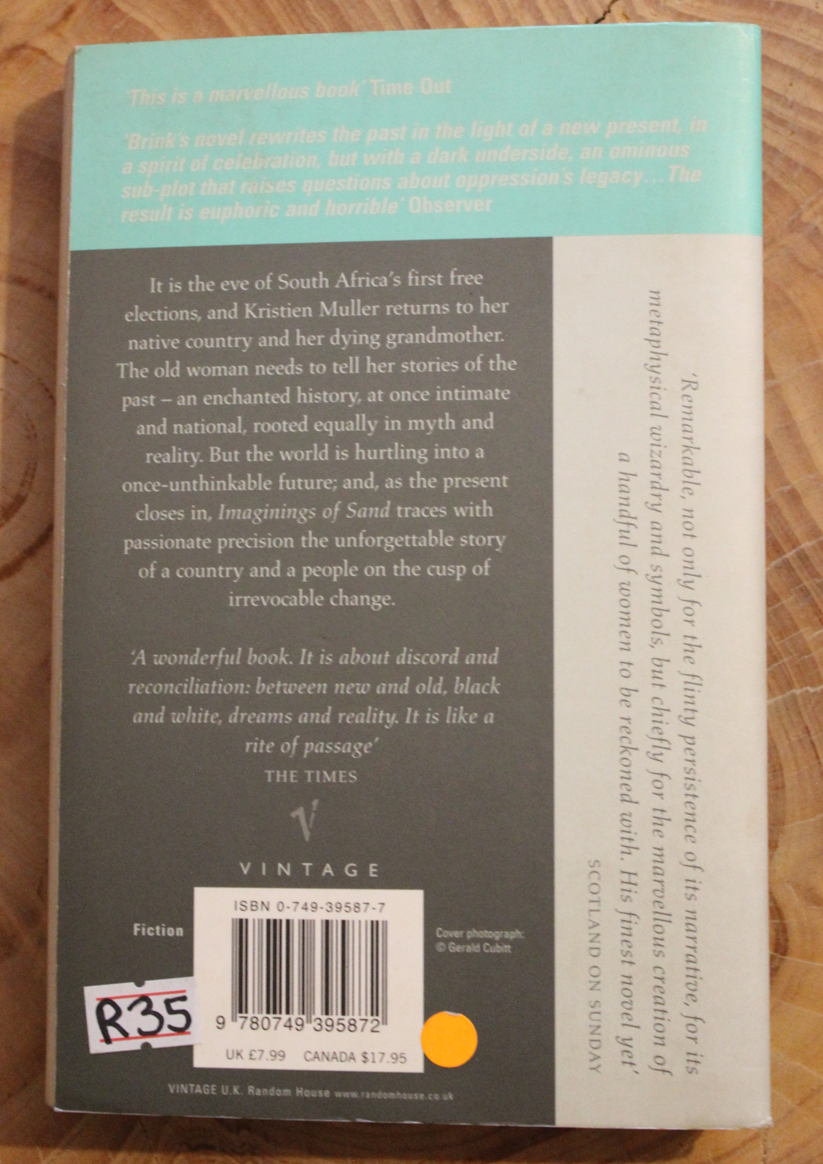 'This is a marvellous book' Time Out
'Brink's novel rewrites the past in the light of a new present, in
a spirit of celebration, but with a dark underside, an ominous
sub-plot that raises questions about oppression's legacy...The
result is euphoric and horrible' Observer
It is the eve of South Africa's first free
elections, and Kristien Muller returns to her
native country and her dying grandmother.
The old woman needs to tell her stories of the
past – an enchanted history, at once intimate
and national, rooted equally in myth and
reality. But the world is hurtling into a
once-unthinkable future; and, as the present
closes in, Imaginings of Sand traces with
passionate precision the unforgettable story
of a country and a people on the cusp of
irrevocable change.
'A wonderful book. It is about discord and
reconciliation: between new and old, black
and white, dreams and reality. It is like a
rite of passage'
THE TIMES
V
VINTAGE
ISBN 0-749-39587-7
Fiction
Cover photograph:
© Gerald Cubitt
R35
9 780749 395872
UK £7.99 CANADA $17.95
VINTAGE U.K. Random House www.randomhouse.co.uk
'Remarkable, not only for the flinty persistence of its narrative, for its
metaphysical wizardry and symbols, but chiefly for the marvellous creation of
a handful of women to be reckoned with. His finest novel yet'
SCOTLAND ON SUNDAY